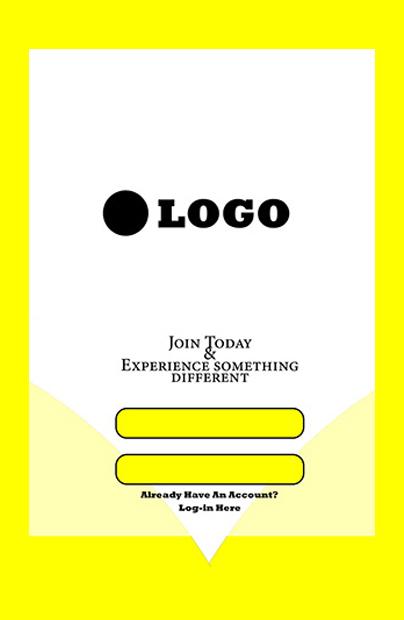 LOGO
Join Today
&
Experience something
different
Already Have An Account?
Log-in Here